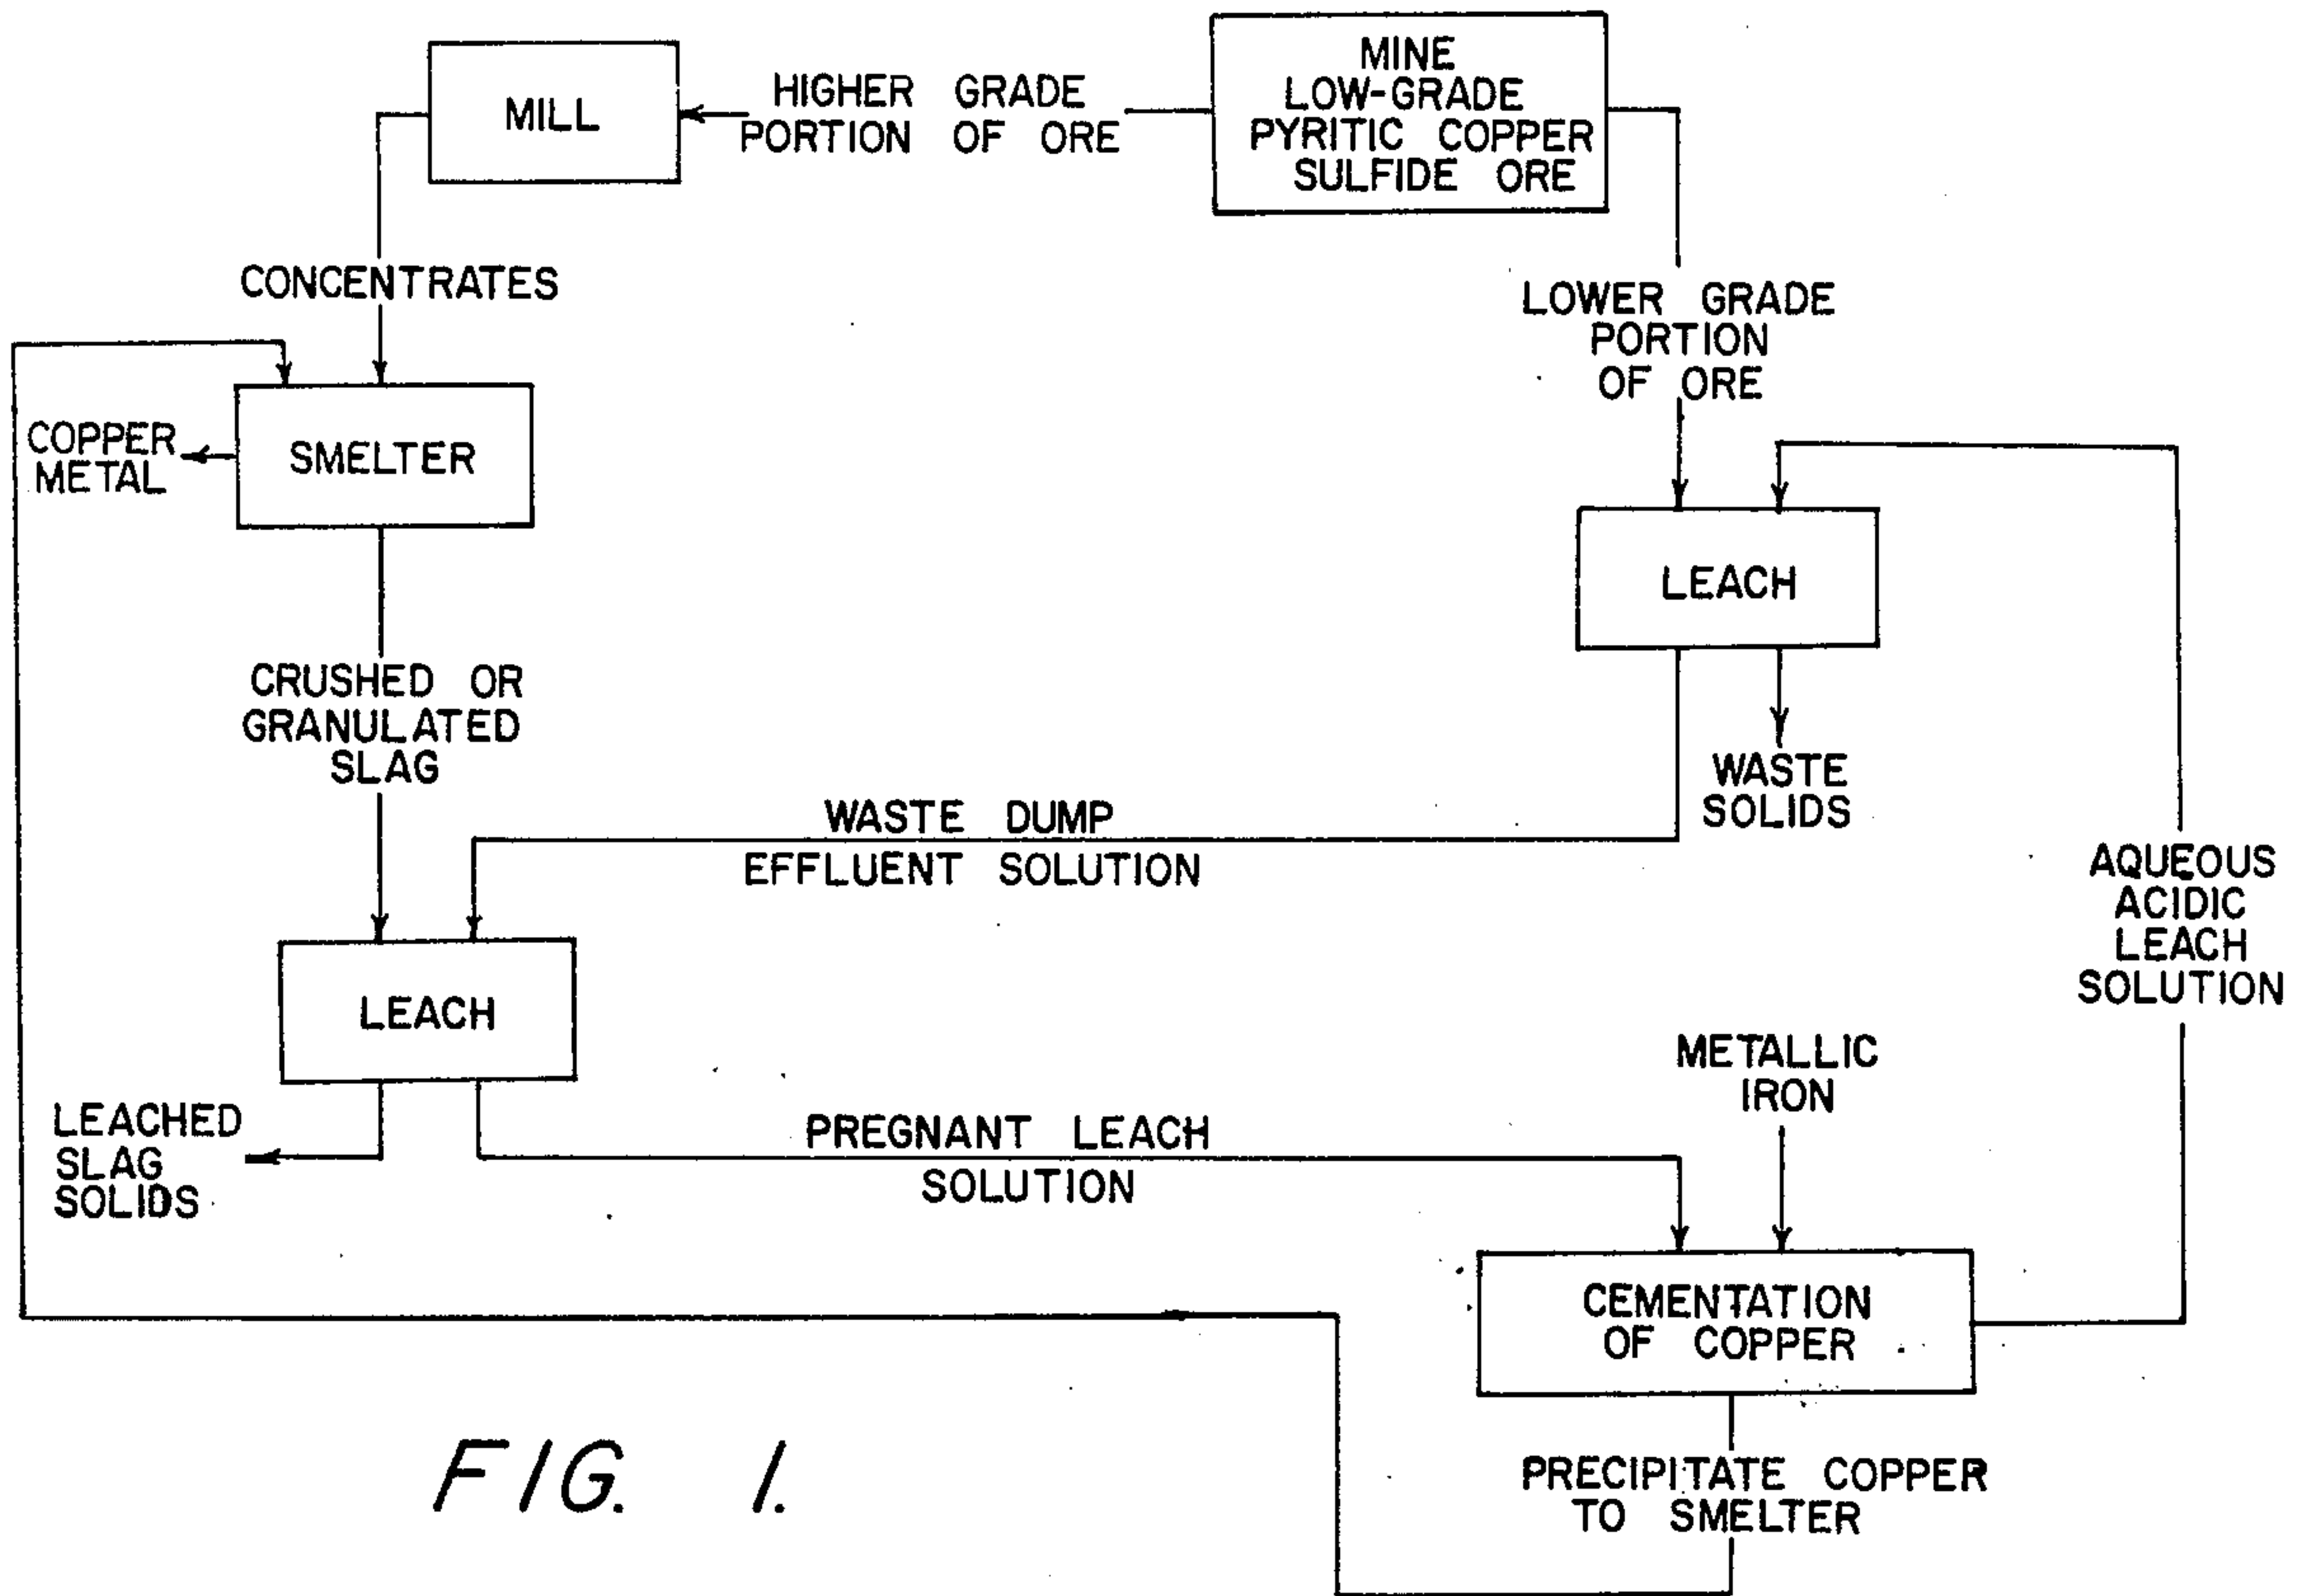 MINE
LOW-GRADE
PYRITIC COPPER
SULFIDE ORE
HIGHER GRADE
PORTION OF ORE
MILL
CONCENTRATES
LOWER GRADE
PORTION
OF ORE
SMELTER
COPPER
METAL
LEACH
CRUSHED OR
GRANULATED
SLAG
WASTE
SOLIDS
WASTE DUMP
EFFLUENT SOLUTION
AQUEOUS
ACIDIC
LEACH
SOLUTION
LEACH
METALLIC
IRON
LEACHED
SLAG
SOLIDS
PREGNANT LEACH
SOLUTION
CEMENTATION
OF COPPER
PRECIPITATE COPPER
TO SMELTER
FIG. 1.